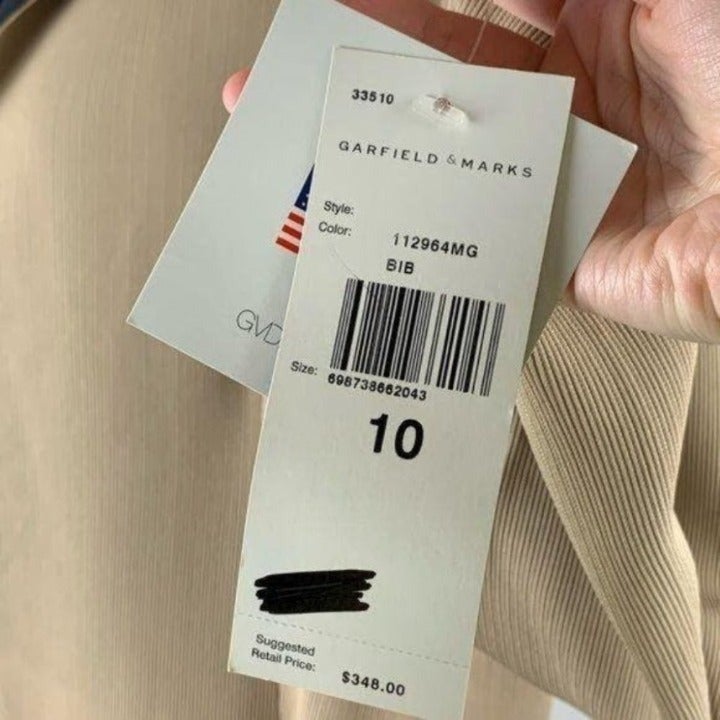 33510
GARFIELD & MARKS
Style:
Color: 112964MG
BIB
Size: 698738662043
10
Suggested
Retail Price: $348.00